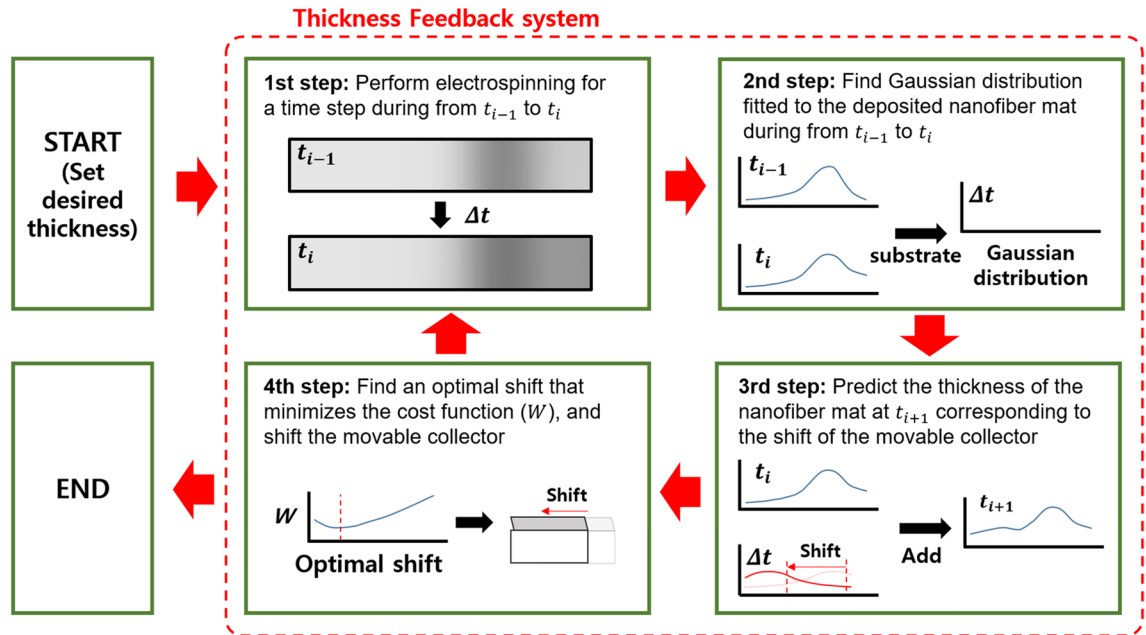 Thickness Feedback system
START
(Set
desired
thickness)
1st step: Perform electrospinning for
a time step during from t_{i−1} to t_i
t_{i−1}
Δt
t_i
2nd step: Find Gaussian distribution
fitted to the deposited nanofiber mat
during from t_{i−1} to t_i
t_{i−1}
t_i
substrate
Δt
Gaussian
distribution
3rd step: Predict the thickness of the
nanofiber mat at t_{i+1} corresponding to
the shift of the movable collector
t_i
Δt
Shift
Add
t_{i+1}
4th step: Find an optimal shift that
minimizes the cost function (W), and
shift the movable collector
W
Optimal shift
Shift
END